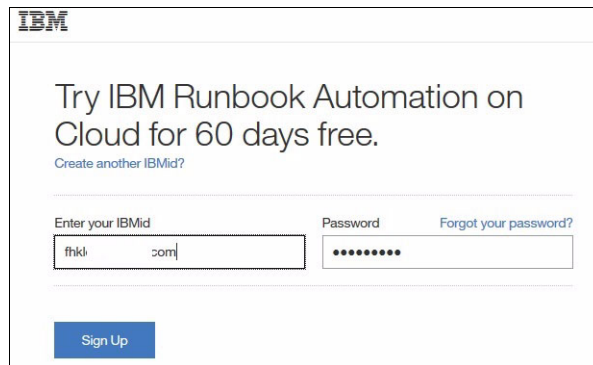 IBM
Try IBM Runbook Automation on
Cloud for 60 days free.
Create another IBMid?
Enter your IBMid Password Forgot your password?
com
Sign Up